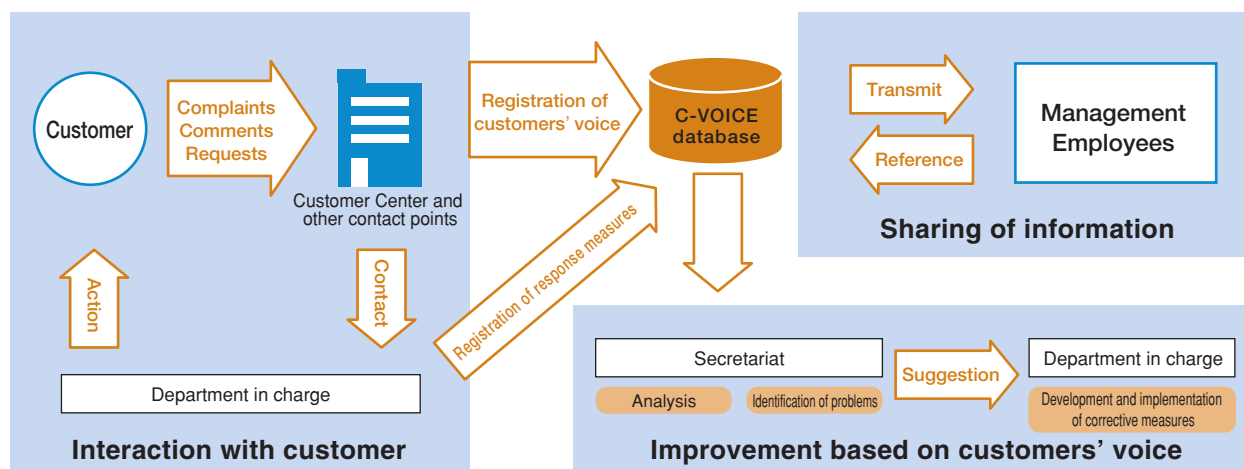 Customer
Complaints
Comments
Requests
Customer Center and
other contact points
Contact
Action
Department in charge
Interaction with customer
Registration of
customers' voice
Registration of response measures
C-VOICE
database
Transmit
Reference
Management
Employees
Sharing of information
Secretariat
Analysis
Identification of problems
Suggestion
Department in charge
Development and implementation
of corrective measures
Improvement based on customers' voice